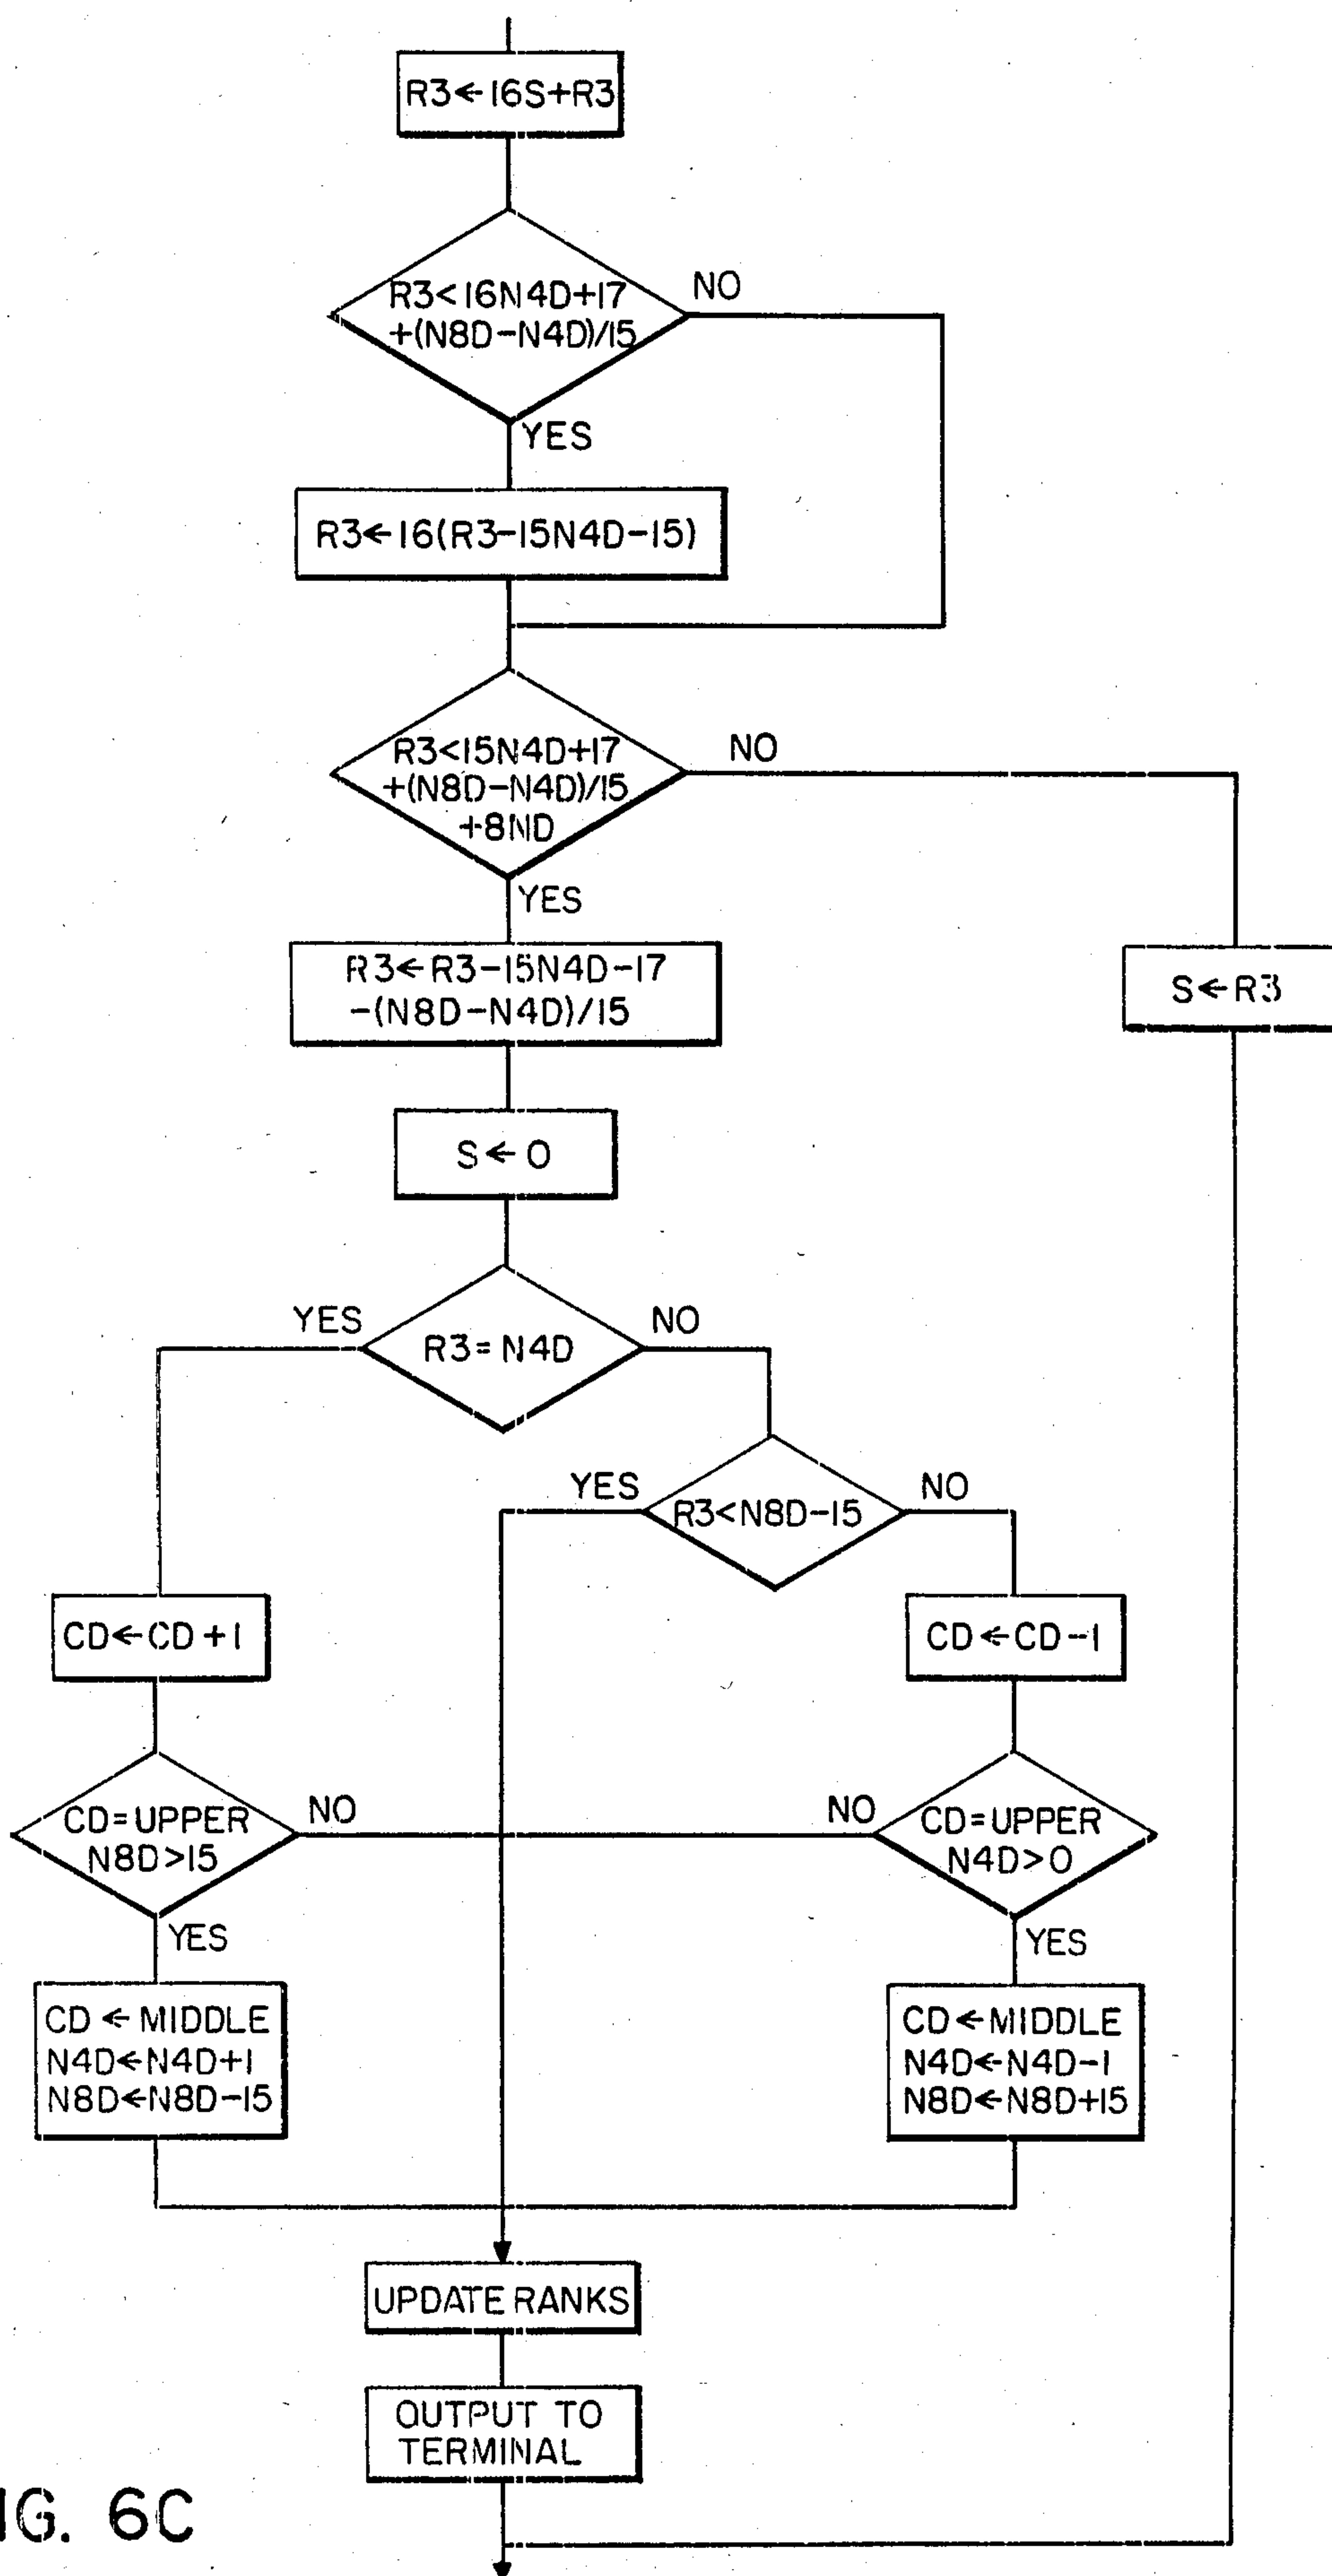 R3←16S+R3
R3<16N4D+17
+(N8D-N4D)/15
NO
YES
R3←16(R3-15N4D-15)
R3<15N4D+17
+(N8D-N4D)/15
+8ND
NO
YES
R3←R3-15N4D-17
-(N8D-N4D)/15
S←R3
S←0
YES
R3=N4D
NO
YES
R3<N8D-15
NO
CD←CD+1
CD←CD-1
CD=UPPER
N8D>15
NO
NO
CD=UPPER
N4D>0
YES
YES
CD←MIDDLE
N4D←N4D+1
N8D←N8D-15
CD←MIDDLE
N4D←N4D-1
N8D←N8D+15
UPDATE RANKS
OUTPUT TO
TERMINAL
IG. 6C